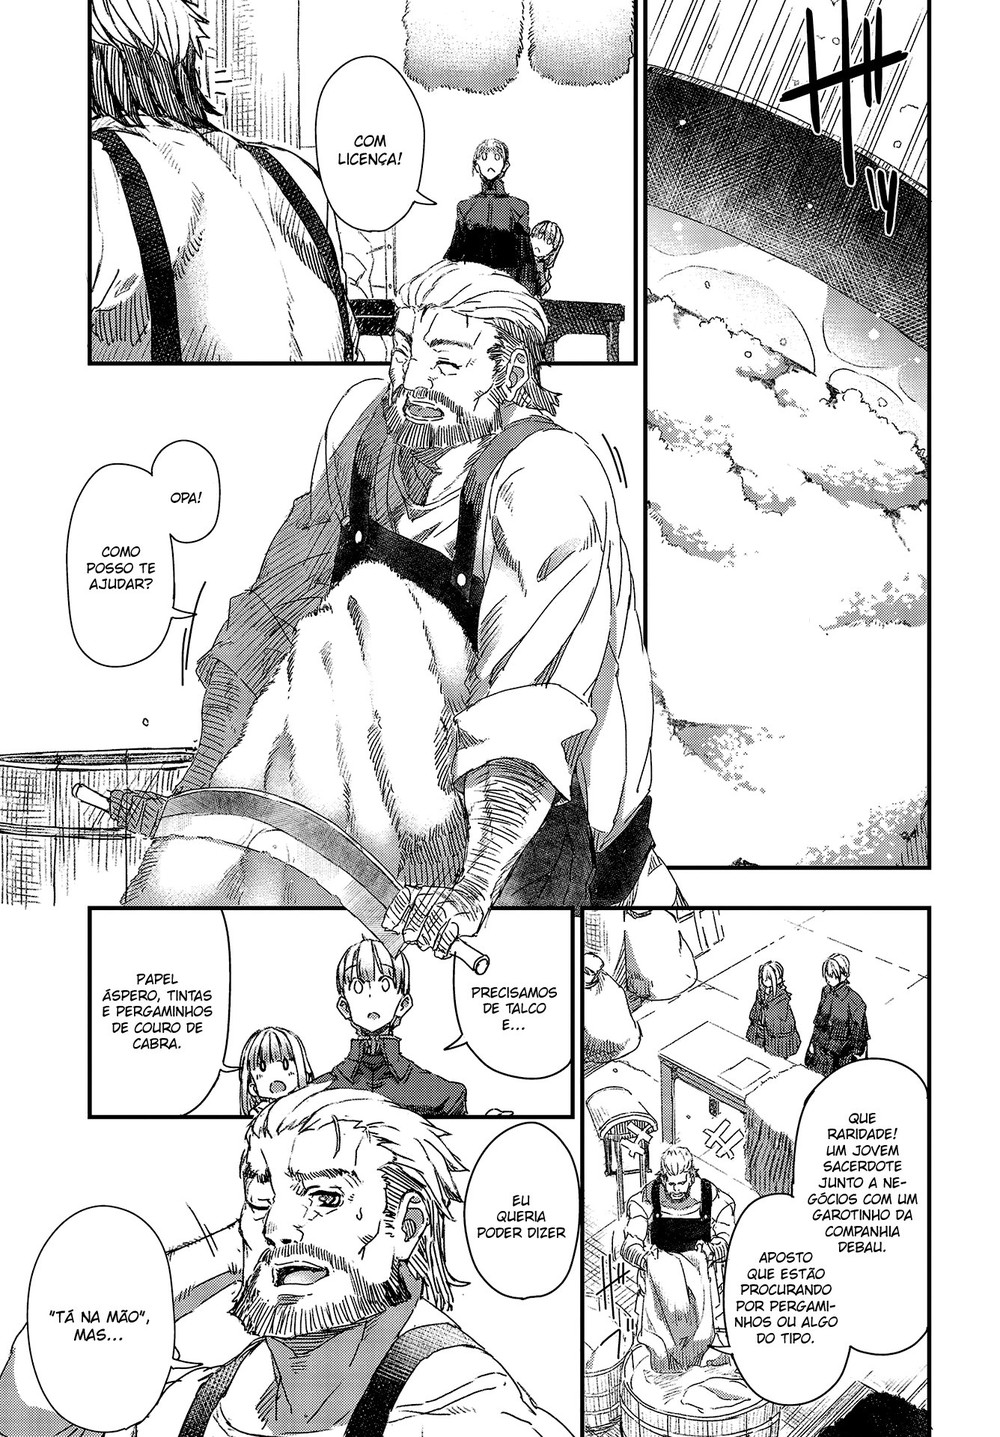 COM
LICENÇA!
OPA!
COMO
POSSO TE
AJUDAR?
QUE
RARIDADE!
UM JOVEM
SACERDOTE
JUNTO A NE-
GÓCIOS COM UM
GAROTINHO DA
COMPANHIA
DEBAU.
APOSTO
QUE ESTÃO
PROCURANDO
POR PERGAMI-
NHOS OU ALGO
DO TIPO.
PRECISAMOS
DE TALCO
E...
PAPEL
ÁSPERO, TINTAS
E PERGAMINHOS
DE COURO DE
CABRA.
EU
QUERIA
PODER DIZER
"TÁ NA MÃO",
MAS...